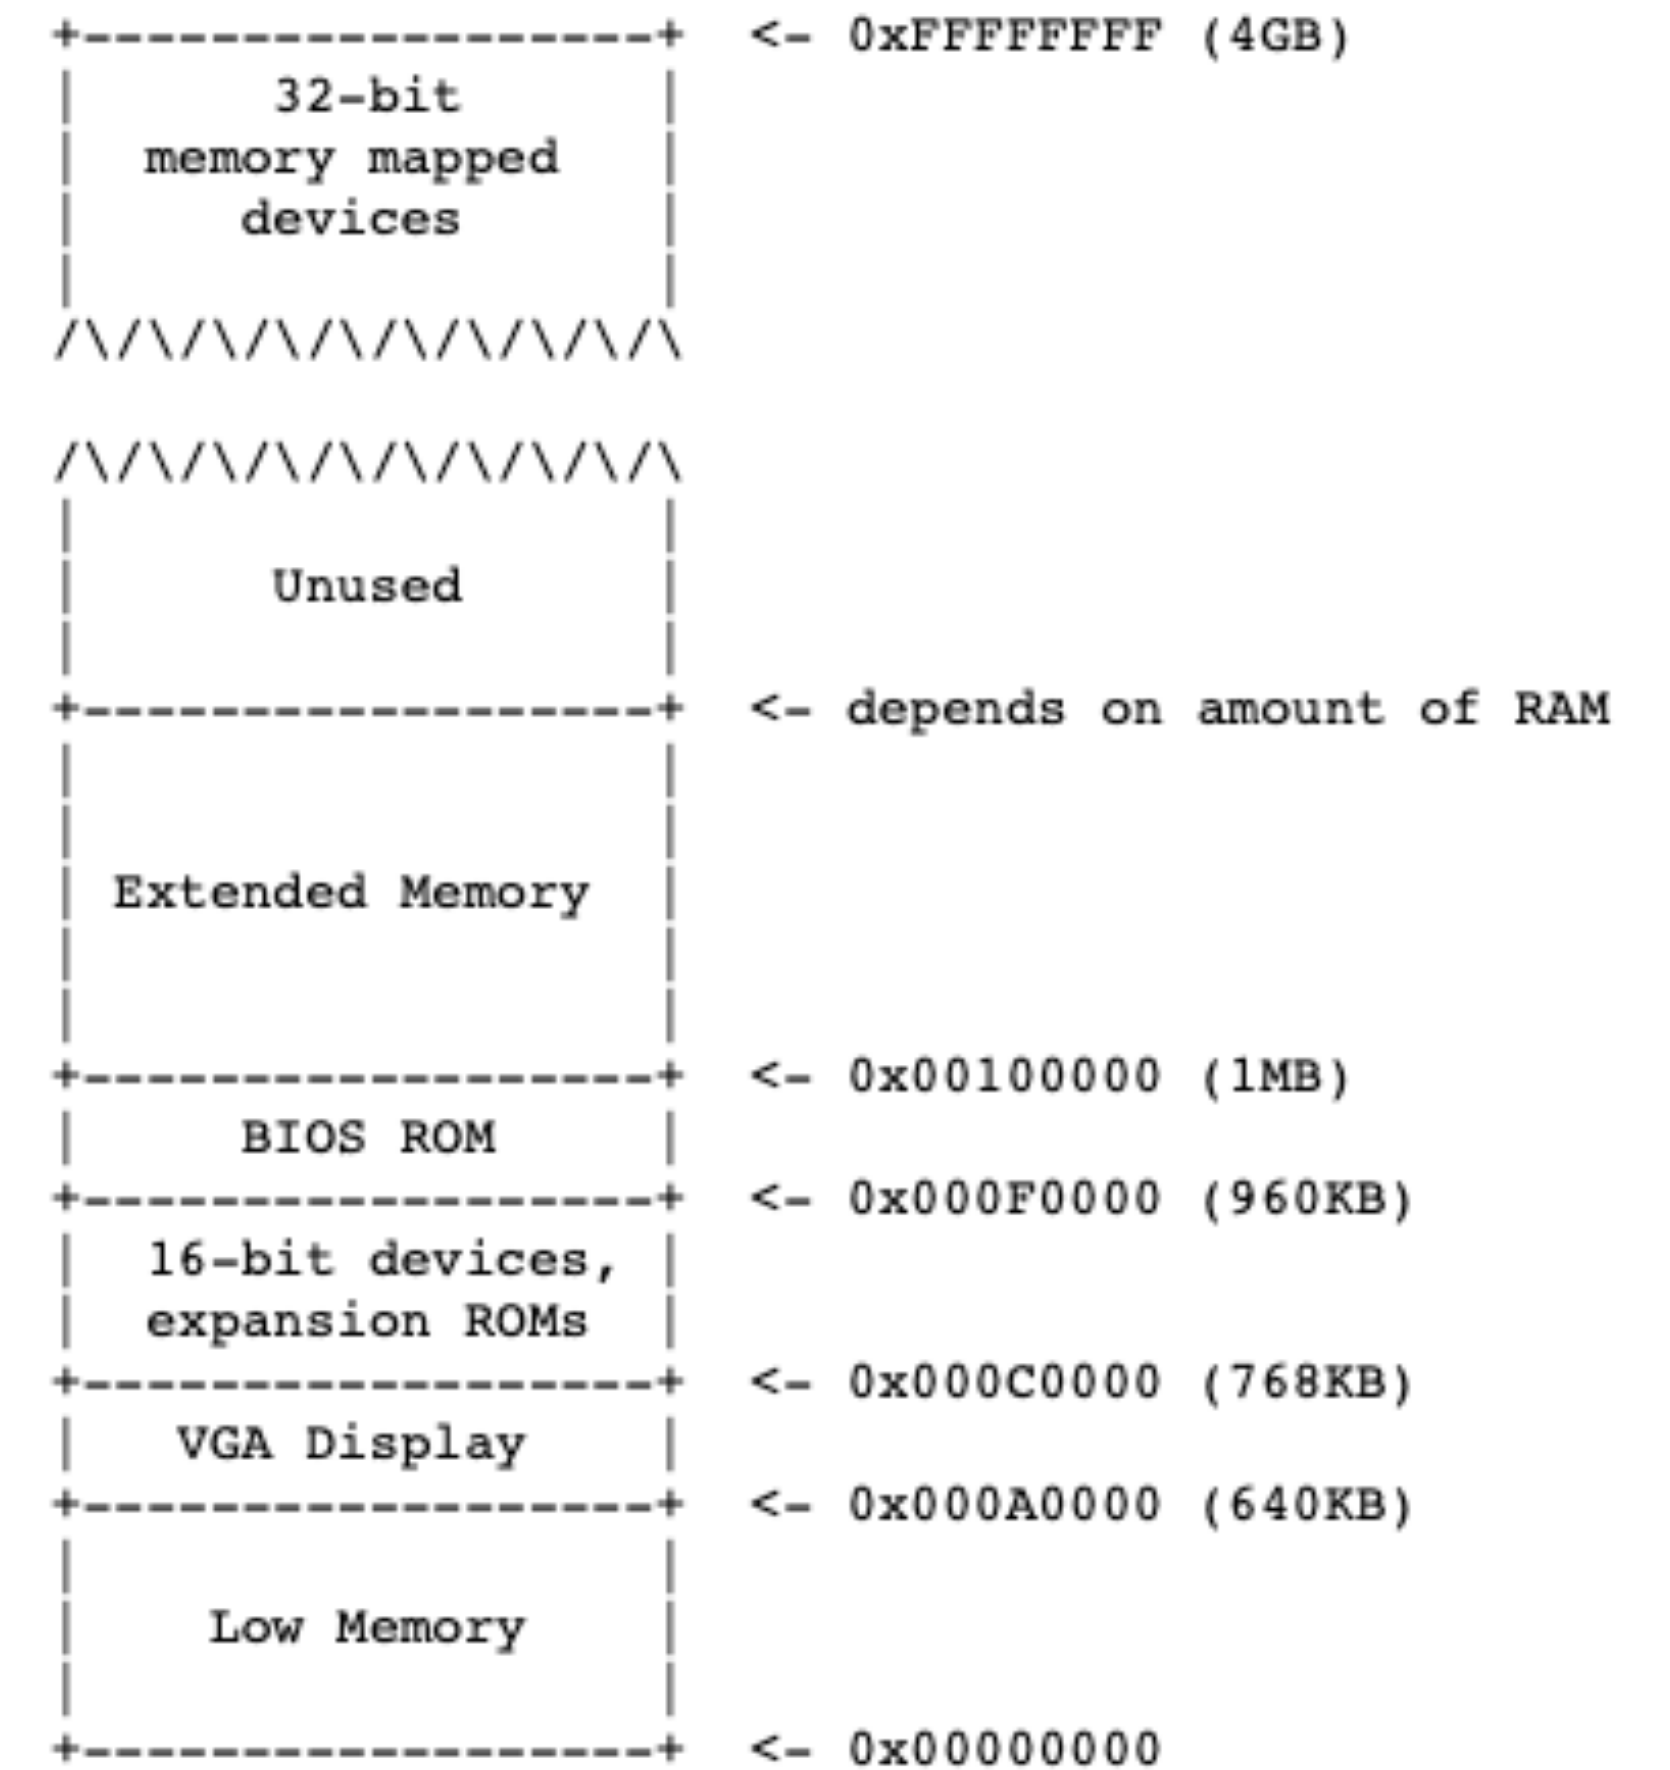 +------------------+  <- 0xFFFFFFFF (4GB)
|      32-bit      |
|  memory mapped   |
|     devices      |
|                  |
/\/\/\/\/\/\/\/\/\/\
/\/\/\/\/\/\/\/\/\/\
|                  |
|      Unused      |
|                  |
+------------------+  <- depends on amount of RAM
|                  |
|                  |
| Extended Memory  |
|                  |
|                  |
+------------------+  <- 0x00100000 (1MB)
|     BIOS ROM     |
+------------------+  <- 0x000F0000 (960KB)
|  16-bit devices, |
|  expansion ROMs  |
+------------------+  <- 0x000C0000 (768KB)
|   VGA Display    |
+------------------+  <- 0x000A0000 (640KB)
|                  |
|    Low Memory    |
|                  |
+------------------+  <- 0x00000000